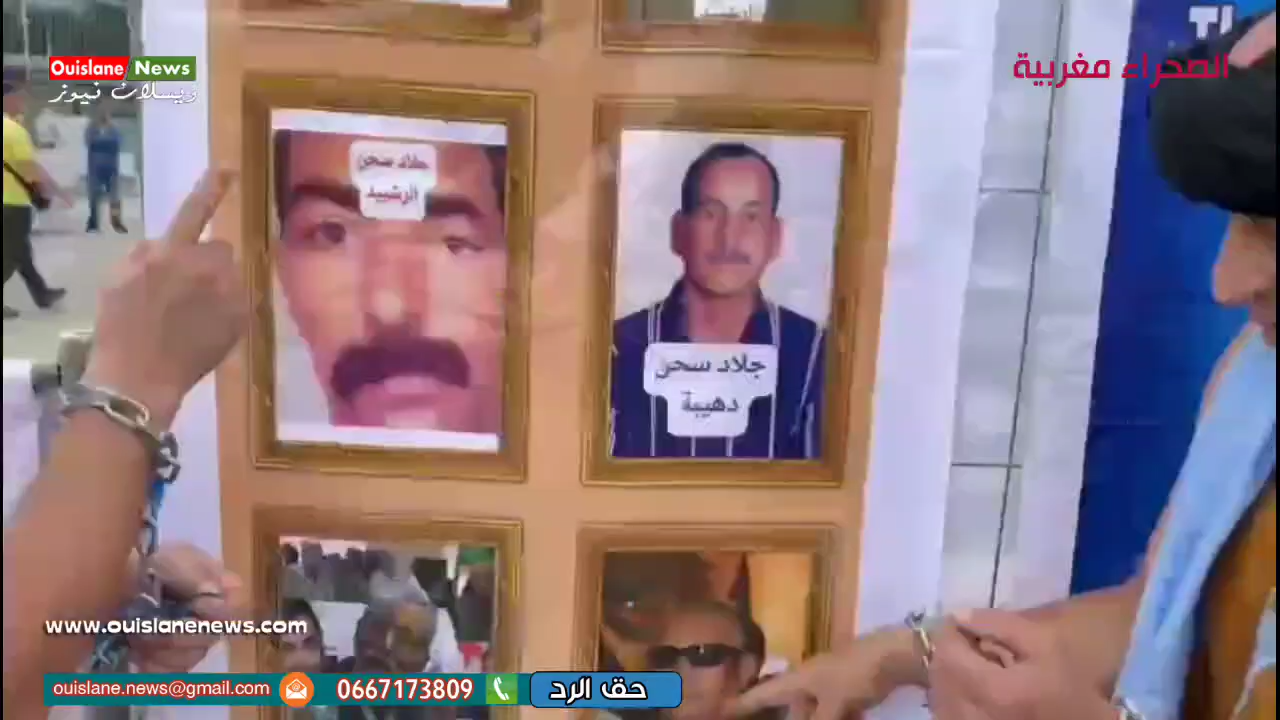 Ouislane News
ويسلان نيوز
الصحراء مغربية
جلاد سجن
الرشيد
جلاد سجن
دهيبة
www.ouislanenews.com
ouislane.news@gmail.com
0667173809
حق الرد